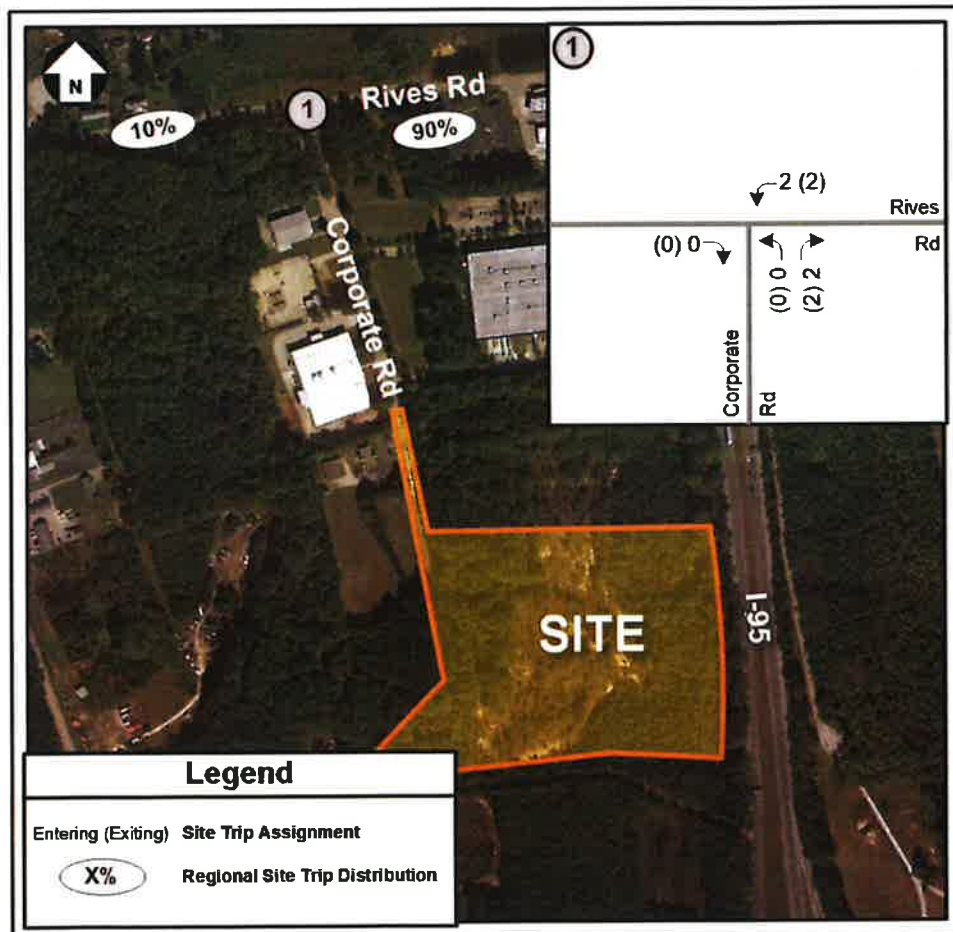 N
10%
1
Rives Rd
90%
Corporate Rd
1
2 (2)
Rives
Rd
(0) 0
(0) 0
(2) 2
Corporate
Rd
SITE
I-95
Legend
Entering (Exiting) Site Trip Assignment
X% Regional Site Trip Distribution